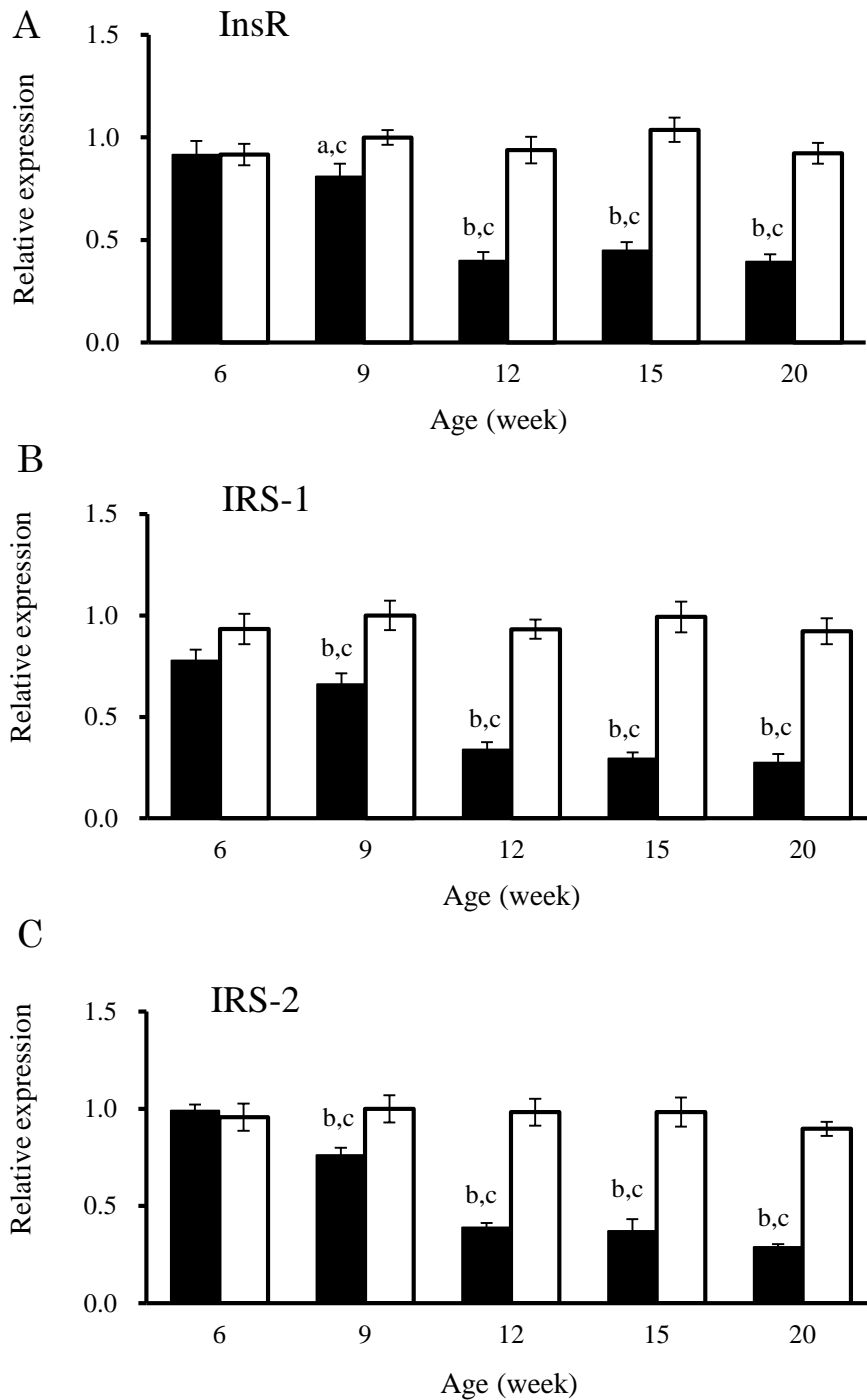 A
InsR
1.5
1.0
0.5
0.0
Relative expression
a,c
b,c
b,c
b,c
6 9 12 15 20
Age (week)
B
IRS-1
1.5
1.0
0.5
0.0
Relative expression
b,c
b,c
b,c
b,c
6 9 12 15 20
Age (week)
C
IRS-2
1.5
1.0
0.5
0.0
Relative expression
b,c
b,c
b,c
b,c
6 9 12 15 20
Age (week)